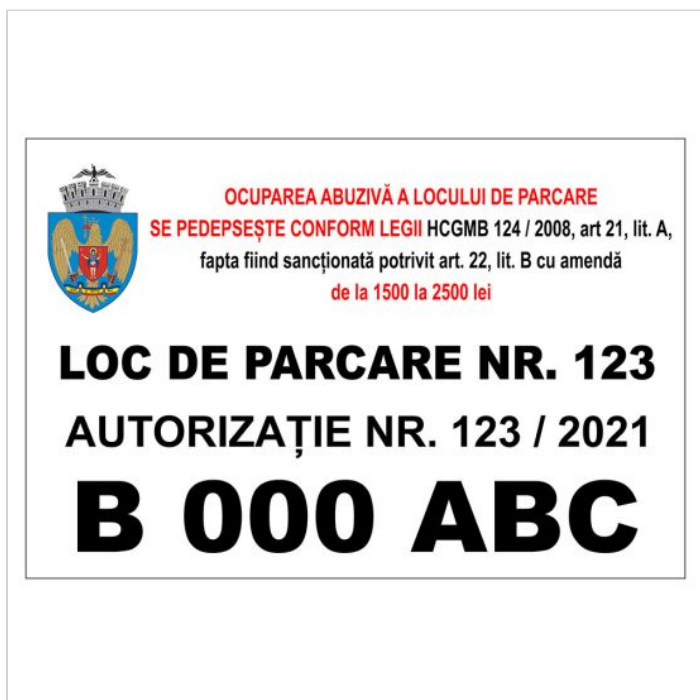 OCUPAREA ABUZIVĂ A LOCULUI DE PARCARE
SE PEDEPSEȘTE CONFORM LEGII HCGMB 124 / 2008, art 21, lit. A,
fapta fiind sancționată potrivit art. 22, lit. B cu amendă
de la 1500 la 2500 lei
LOC DE PARCARE NR. 123
AUTORIZAȚIE NR. 123 / 2021
B 000 ABC